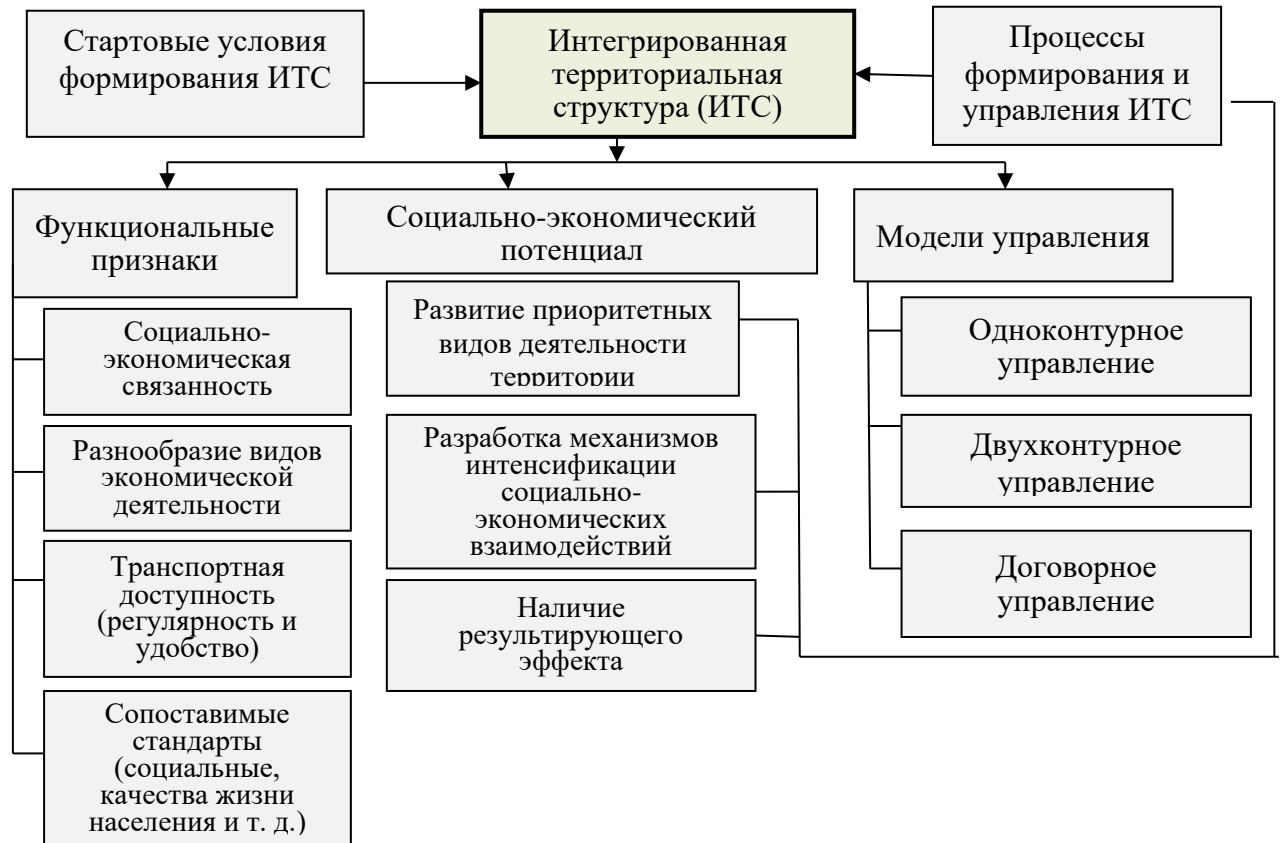 Стартовые условия
формирования ИТС
Интегрированная
территориальная
структура (ИТС)
Процессы
формирования и
управления ИТС
Функциональные
признаки
Социально-экономический
потенциал
Модели управления
Социально-
экономическая
связанность
Разнообразие видов
экономической
деятельности
Транспортная
доступность
(регулярность и
удобство)
Сопоставимые
стандарты
(социальные,
качества жизни
населения и т. д.)
Развитие приоритетных
видов деятельности
территории
Разработка механизмов
интенсификации
социально-
экономических
взаимодействий
Наличие
результирующего
эффекта
Одноконтурное
управление
Двухконтурное
управление
Договорное
управление